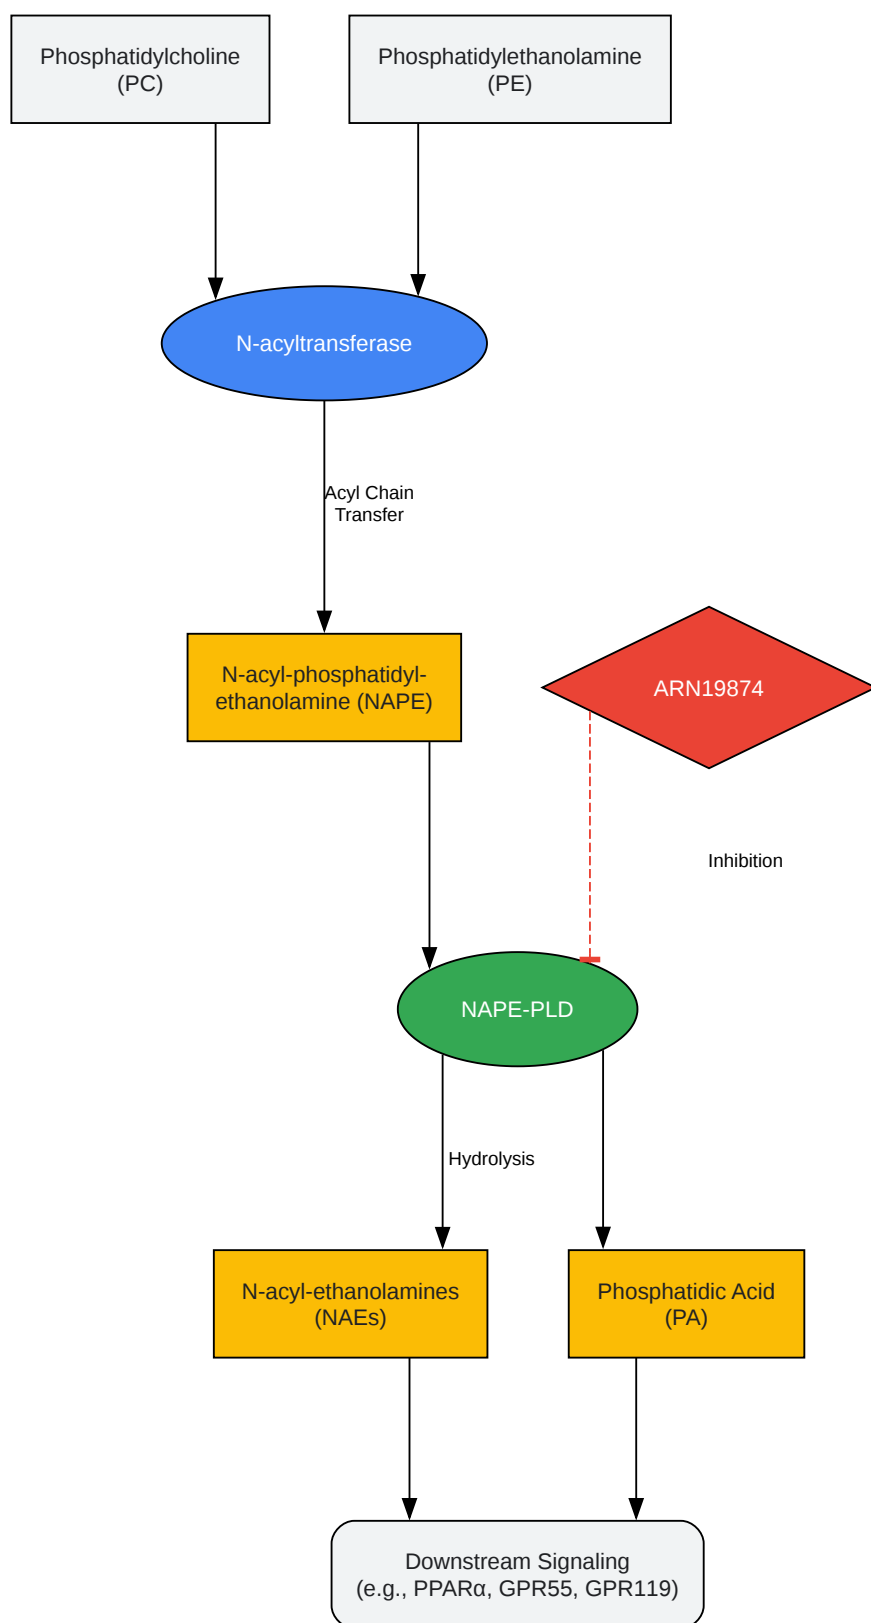 Phosphatidylcholine
(PC)
Phosphatidylethanolamine
(PE)
N-acyltransferase
Acyl Chain
Transfer
N-acyl-phosphatidyl-
ethanolamine (NAPE)
ARN19874
Inhibition
NAPE-PLD
Hydrolysis
N-acyl-ethanolamines
(NAEs)
Phosphatidic Acid
(PA)
Downstream Signaling
(e.g., PPARα, GPR55, GPR119)